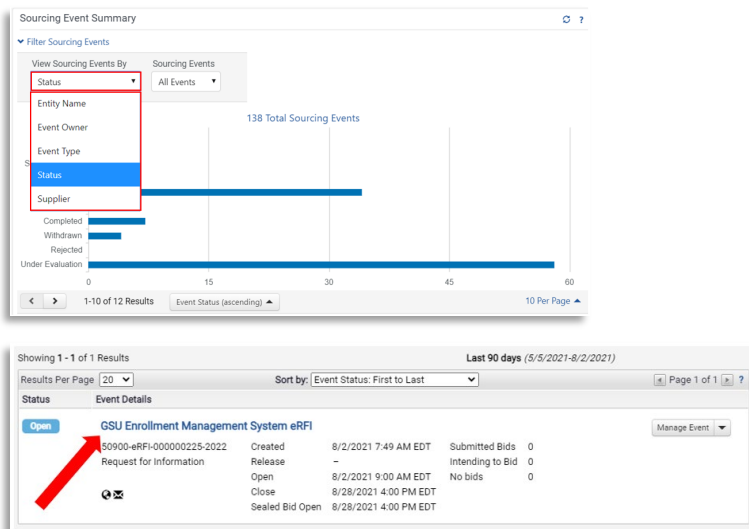 Sourcing Event Summary ?
Filter Sourcing Events
View Sourcing Events By Sourcing Events
Status All Events
Entity Name
Event Owner
Event Type
Status
Supplier
138 Total Sourcing Events
S
Completed
Withdrawn
Rejected
Under Evaluation
0 15 30 45 60
< > 1-10 of 12 Results Event Status (ascending) 10 Per Page
Showing 1 - 1 of 1 Results Last 90 days (5/5/2021-8/2/2021)
Results Per Page 20 Sort by: Event Status: First to Last Page 1 of 1 ?
Status Event Details
Open GSU Enrollment Management System eRFI Manage Event
50900-eRFI-000000225-2022 Created 8/2/2021 7:49 AM EDT Submitted Bids 0
Request for Information Release – Intending to Bid 0
Open 8/2/2021 9:00 AM EDT No bids 0
Close 8/28/2021 4:00 PM EDT
Sealed Bid Open 8/28/2021 4:00 PM EDT